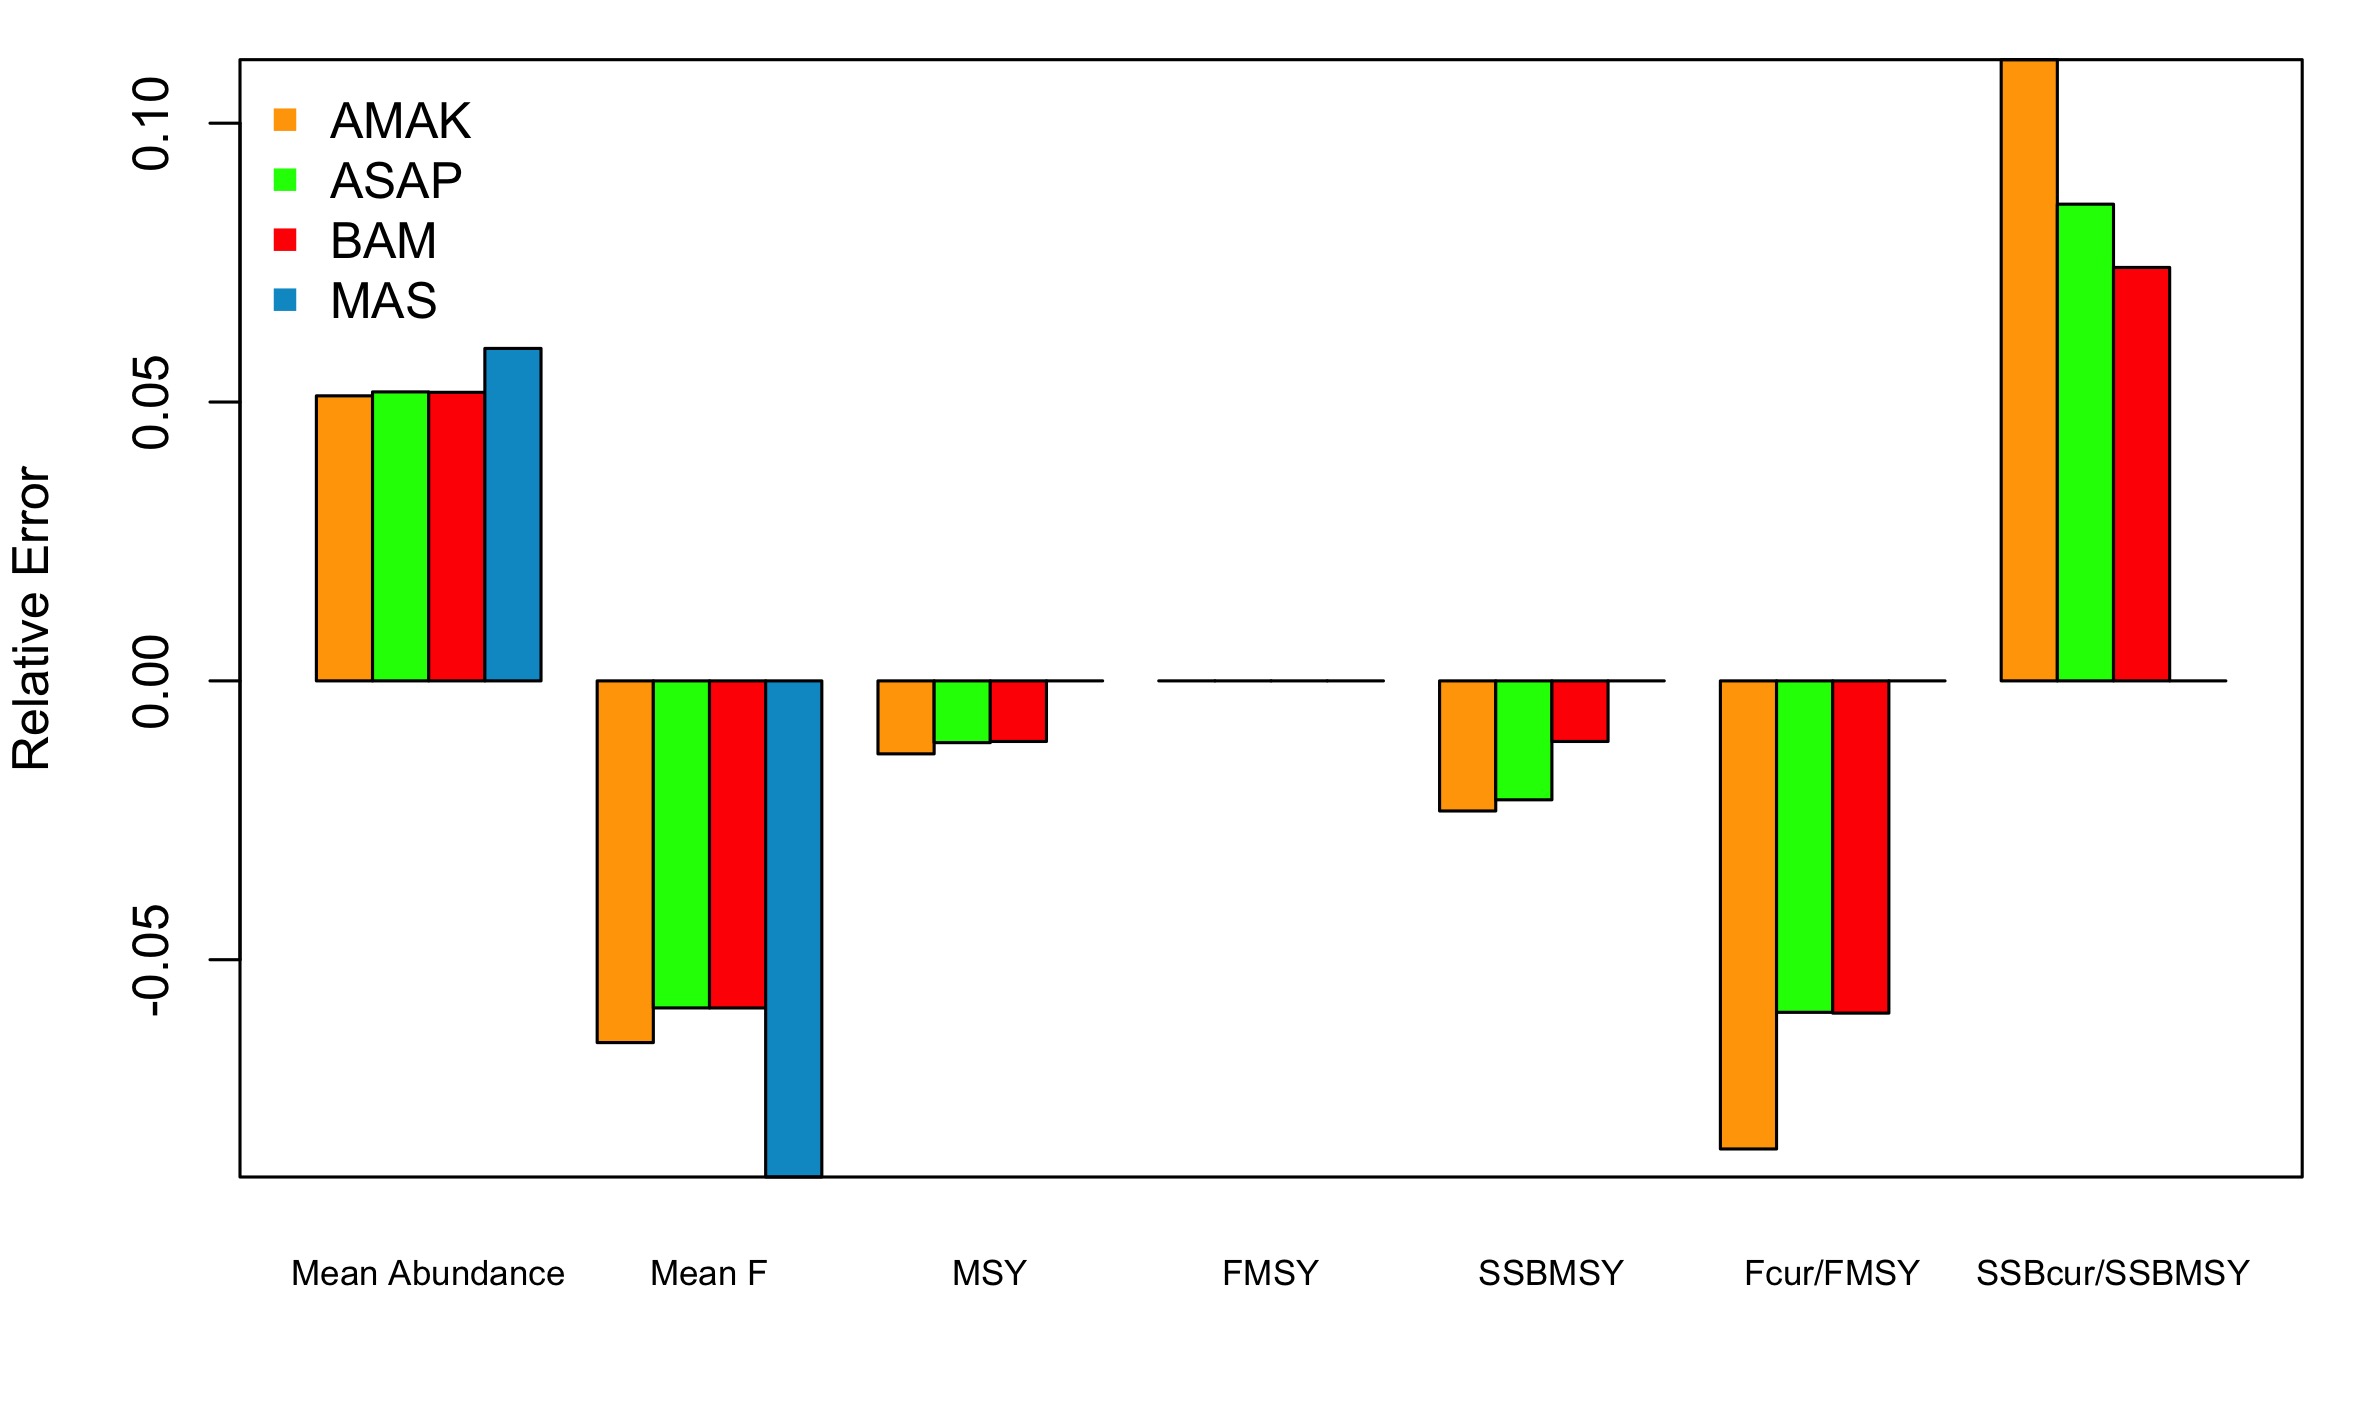 AMAK
ASAP
BAM
MAS
Relative Error
0.10
0.05
0.00
-0.05
Mean Abundance
Mean F
MSY
FMSY
SSBMSY
Fcur/FMSY
SSBcur/SSBMSY